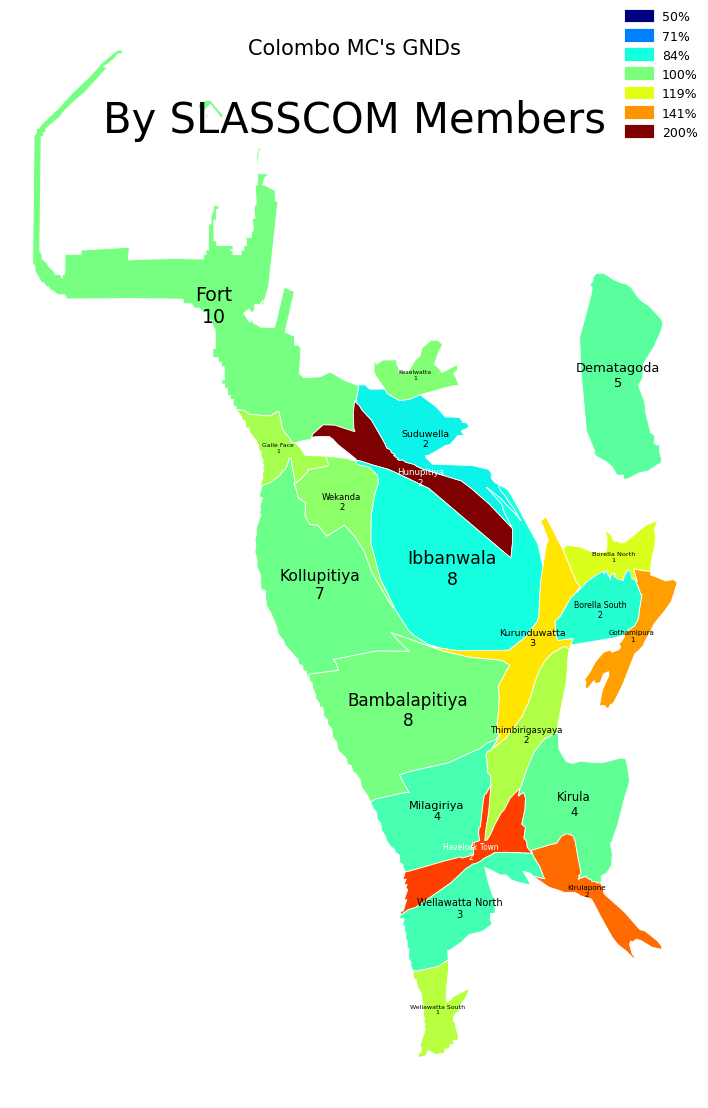 Colombo MC's GNDs
By SLASSCOM Members
50%
71%
84%
100%
119%
141%
200%
Fort
10
Keselwatta
1
Dematagoda
5
Suduwella
2
Galle Face
1
Hunupitiya
2
Wekanda
2
Ibbanwala
8
Borella North
1
Kollupitiya
7
Borella South
2
Kurunduwatta
3
Gothamipura
1
Bambalapitiya
8
Thimbirigasyaya
2
Milagiriya
4
Kirula
4
Havelock Town
2
Kirulapone
2
Wellawatta North
3
Wellawatta South
1